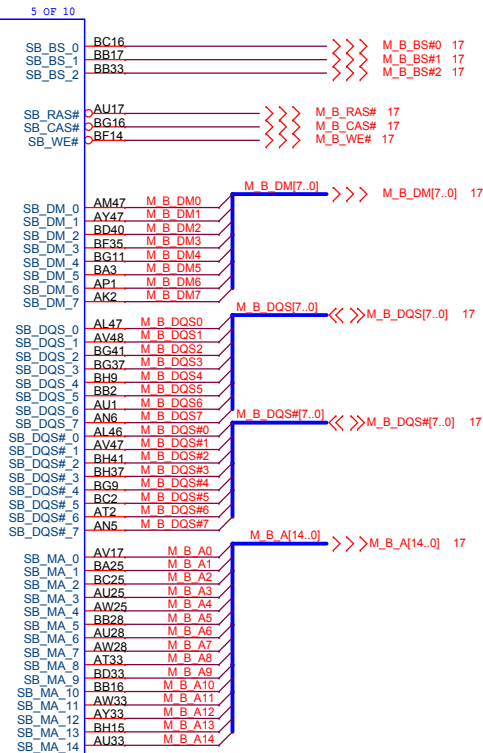 5 OF 10
SB_BS_0 BC16 M_B_BS#0 17
SB_BS_1 BB17 M_B_BS#1 17
SB_BS_2 BB33 M_B_BS#2 17
SB_RAS# AU17 M_B_RAS# 17
SB_CAS# BG16 M_B_CAS# 17
SB_WE# BF14 M_B_WE# 17
M_B_DM[7..0] M_B_DM[7..0] 17
SB_DM_0 AM47 M_B_DM0
SB_DM_1 AY47 M_B_DM1
SB_DM_2 BD40 M_B_DM2
SB_DM_3 BF35 M_B_DM3
SB_DM_4 BG11 M_B_DM4
SB_DM_5 BA3 M_B_DM5
SB_DM_6 AP1 M_B_DM6
SB_DM_7 AK2 M_B_DM7
M_B_DQS[7..0] M_B_DQS[7..0] 17
SB_DQS_0 AL47 M_B_DQS0
SB_DQS_1 AV48 M_B_DQS1
SB_DQS_2 BG41 M_B_DQS2
SB_DQS_3 BG37 M_B_DQS3
SB_DQS_4 BH9 M_B_DQS4
SB_DQS_5 BB2 M_B_DQS5
SB_DQS_6 AU1 M_B_DQS6
SB_DQS_7 AN6 M_B_DQS7
M_B_DQS#[7..0] M_B_DQS#[7..0] 17
SB_DQS#_0 AL46 M_B_DQS#0
SB_DQS#_1 AV47 M_B_DQS#1
SB_DQS#_2 BH41 M_B_DQS#2
SB_DQS#_3 BH37 M_B_DQS#3
SB_DQS#_4 BG9 M_B_DQS#4
SB_DQS#_5 BC2 M_B_DQS#5
SB_DQS#_6 AT2 M_B_DQS#6
SB_DQS#_7 AN5 M_B_DQS#7
M_B_A[14..0] M_B_A[14..0] 17
SB_MA_0 AV17 M_B_A0
SB_MA_1 BA25 M_B_A1
SB_MA_2 BC25 M_B_A2
SB_MA_3 AU25 M_B_A3
SB_MA_4 AW25 M_B_A4
SB_MA_5 BB28 M_B_A5
SB_MA_6 AU28 M_B_A6
SB_MA_7 AW28 M_B_A7
SB_MA_8 AT33 M_B_A8
SB_MA_9 BD33 M_B_A9
SB_MA_10 BB16 M_B_A10
SB_MA_11 AW33 M_B_A11
SB_MA_12 AY33 M_B_A12
SB_MA_13 BH15 M_B_A13
SB_MA_14 AU33 M_B_A14